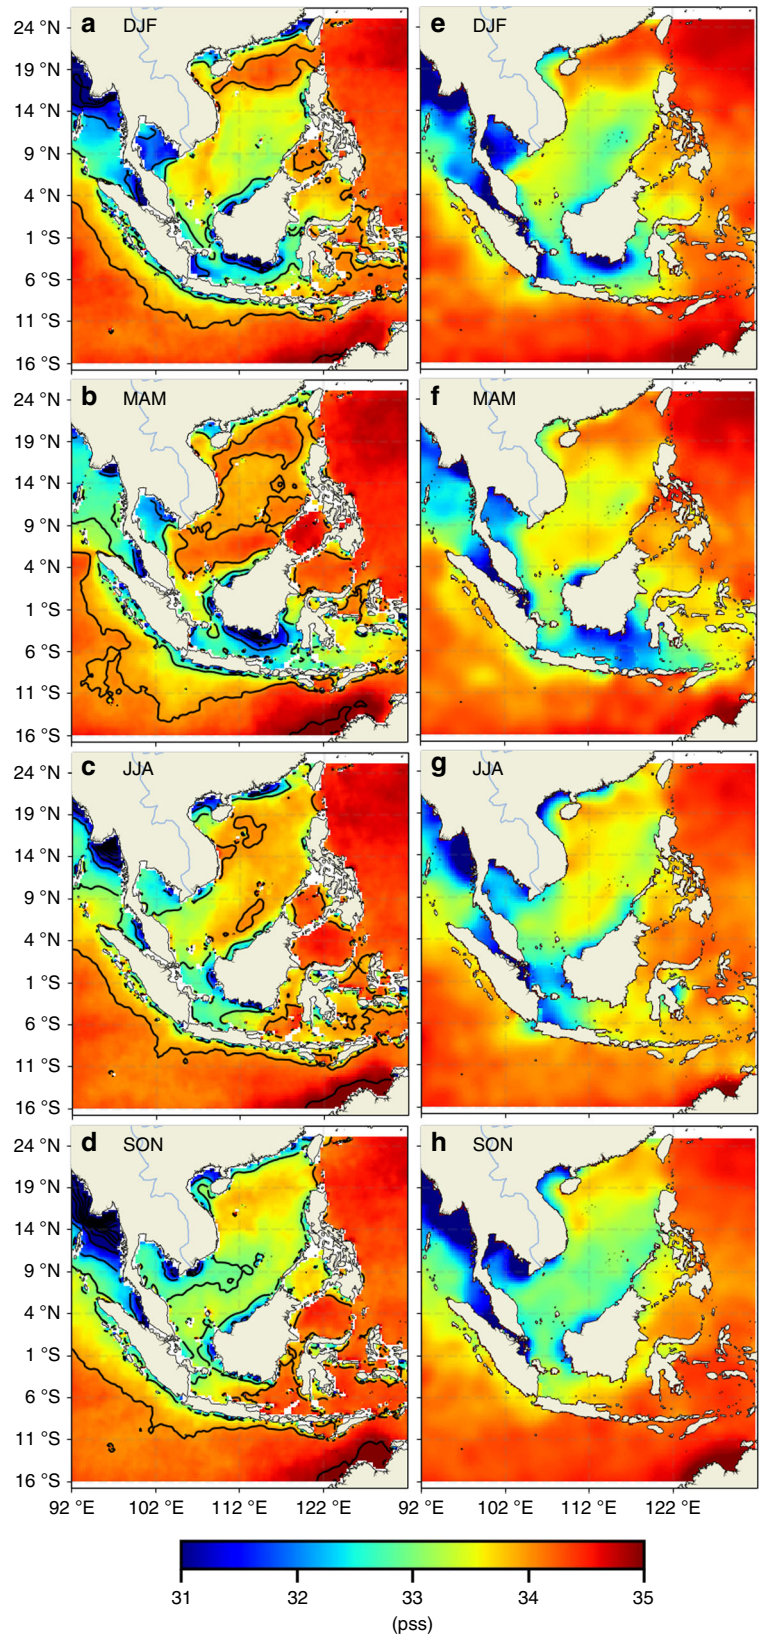 a DJF
e DJF
24 °N
19 °N
14 °N
9 °N
4 °N
1 °S
6 °S
11 °S
16 °S
b MAM
f MAM
24 °N
19 °N
14 °N
9 °N
4 °N
1 °S
6 °S
11 °S
16 °S
c JJA
g JJA
24 °N
19 °N
14 °N
9 °N
4 °N
1 °S
6 °S
11 °S
16 °S
d SON
h SON
24 °N
19 °N
14 °N
9 °N
4 °N
1 °S
6 °S
11 °S
16 °S
92 °E 102 °E 112 °E 122 °E 92 °E 102 °E 112 °E 122 °E
31 32 33 34 35
(pss)